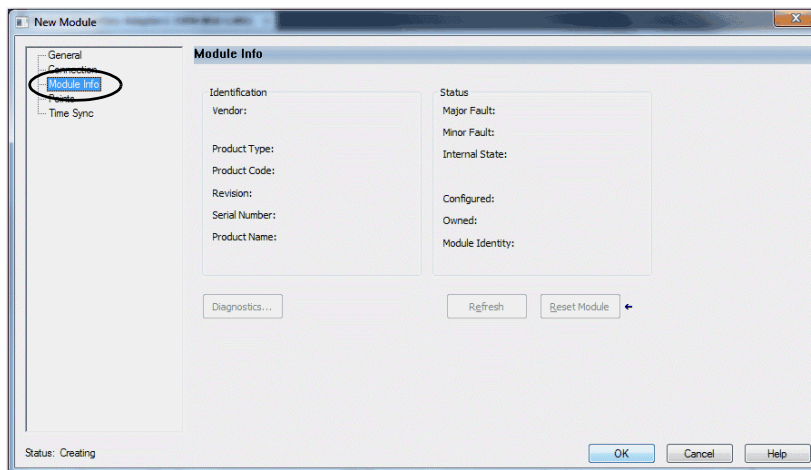 New Module
General
Connection
Module Info
Points
Time Sync
Module Info
Identification
Vendor:
Product Type:
Product Code:
Revision:
Serial Number:
Product Name:
Status
Major Fault:
Minor Fault:
Internal State:
Configured:
Owned:
Module Identity:
Diagnostics...
Refresh
Reset Module
Status: Creating
OK
Cancel
Help